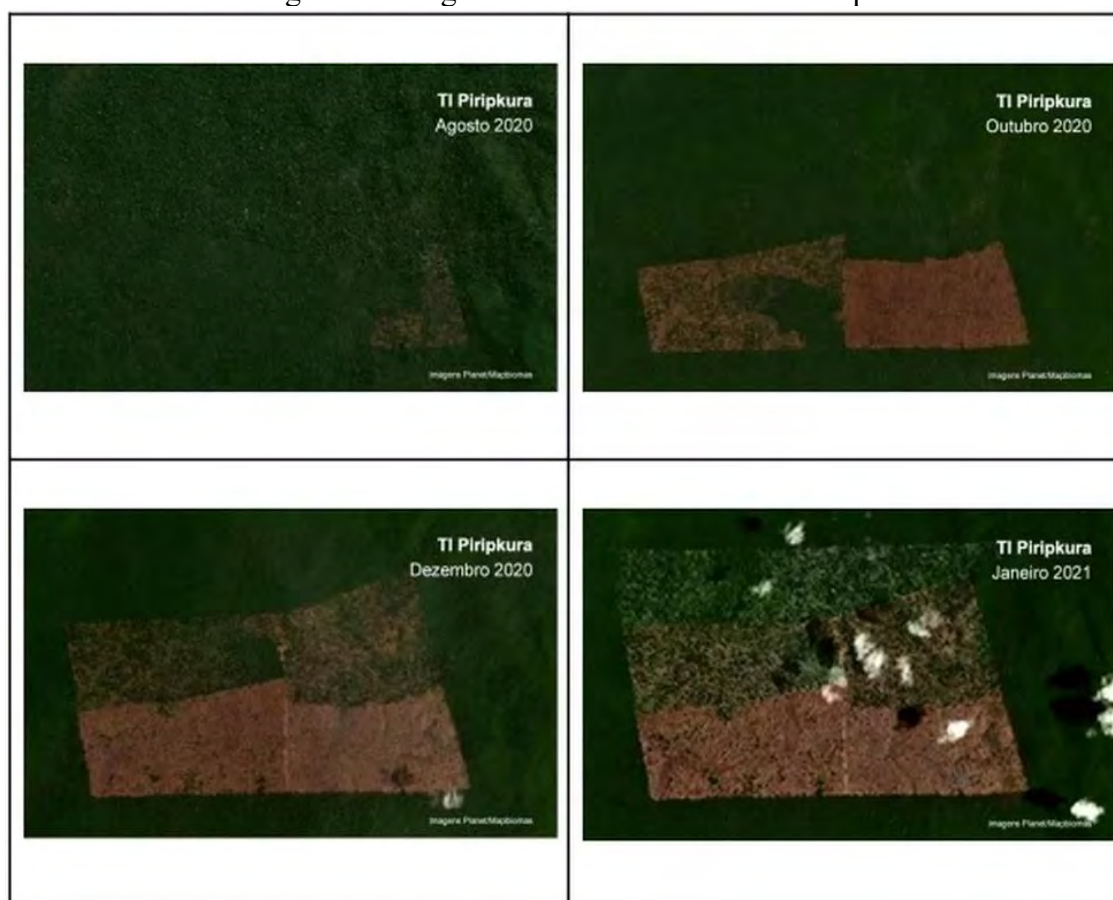 TI Piripkura
Agosto 2020
Imagens Planet/Mapbiomas
TI Piripkura
Outubro 2020
Imagens Planet/Mapbiomas
TI Piripkura
Dezembro 2020
Imagens Planet/Mapbiomas
TI Piripkura
Janeiro 2021
Imagens Planet/Mapbiomas